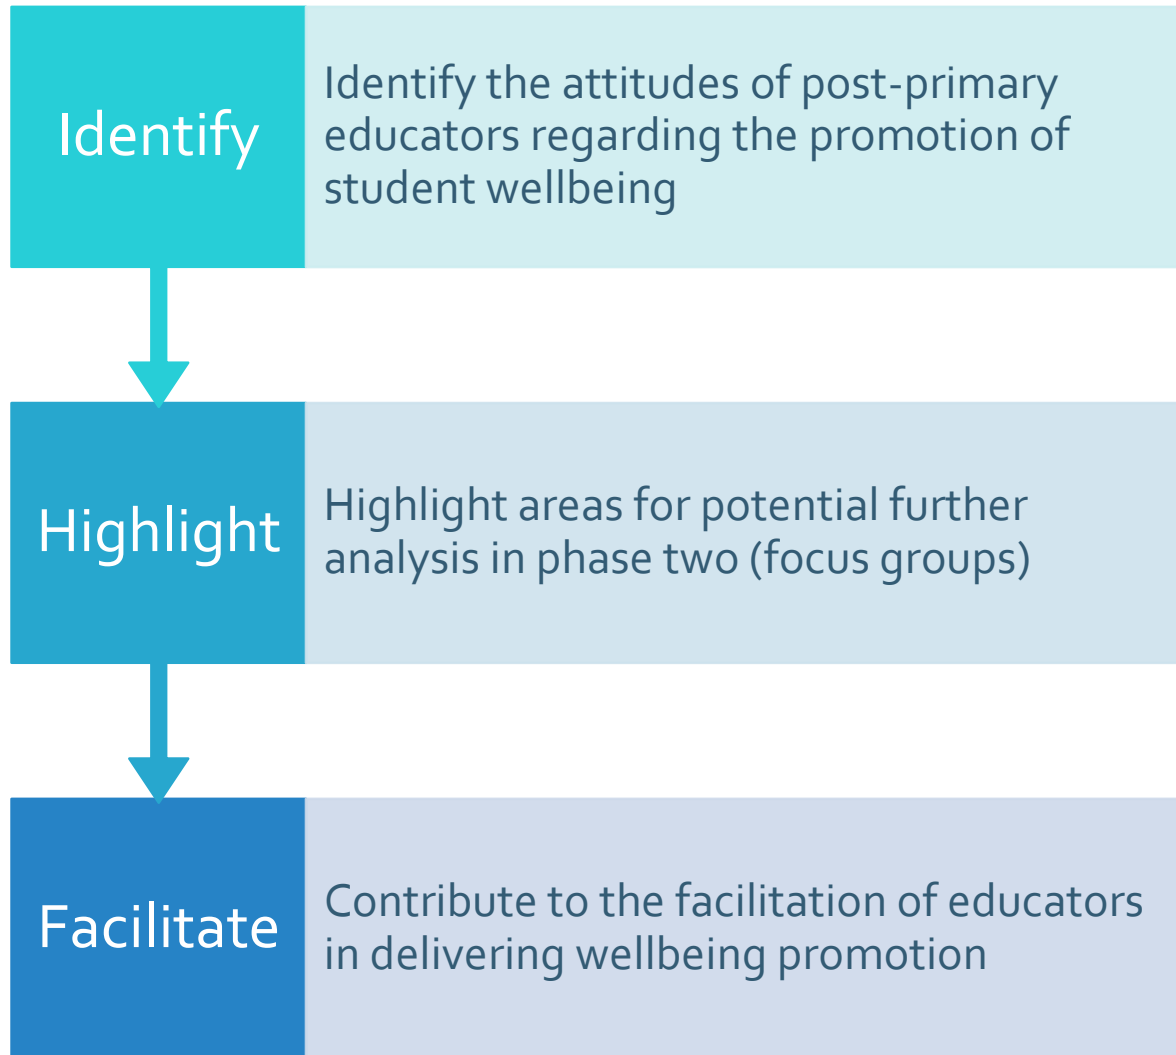 Identify
Identify the attitudes of post-primary
educators regarding the promotion of
student wellbeing
Highlight
Highlight areas for potential further
analysis in phase two (focus groups)
Facilitate
Contribute to the facilitation of educators
in delivering wellbeing promotion